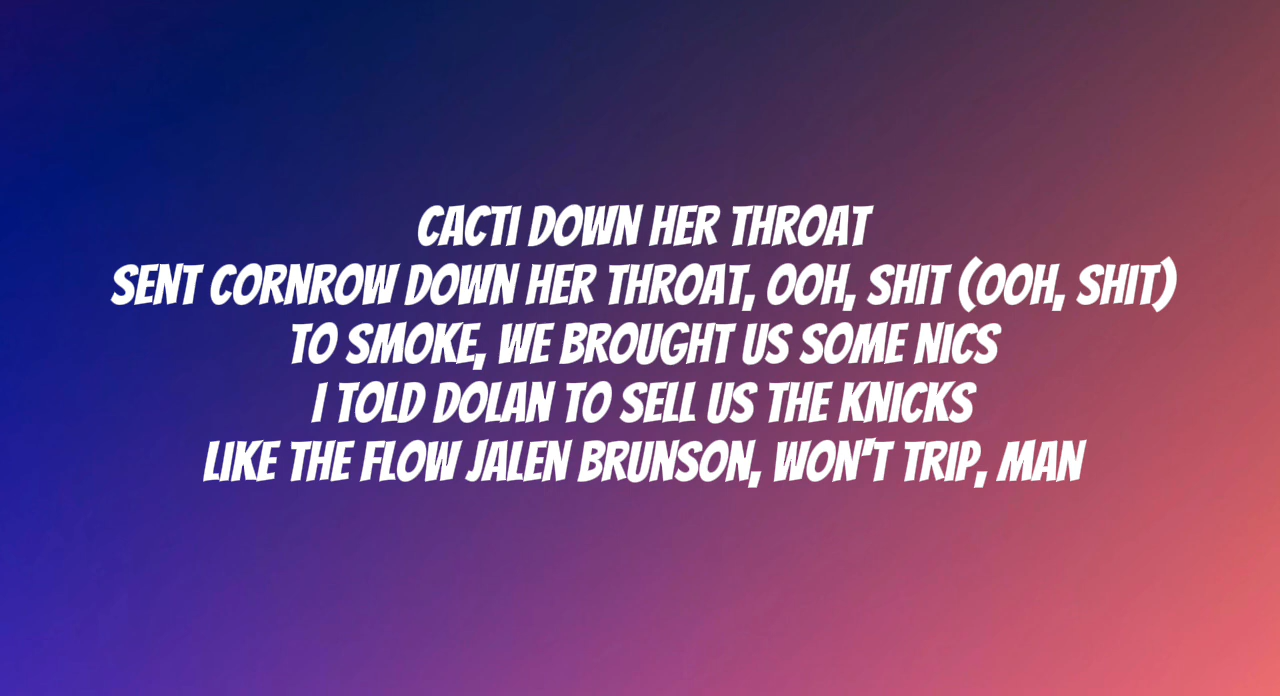 CACTI DOWN HER THROAT
SENT CORNROW DOWN HER THROAT, OOH, SHIT (OOH, SHIT)
TO SMOKE, WE BROUGHT US SOME NICS
I TOLD DOLAN TO SELL US THE KNICKS
LIKE THE FLOW JALEN BRUNSON, WON'T TRIP, MAN